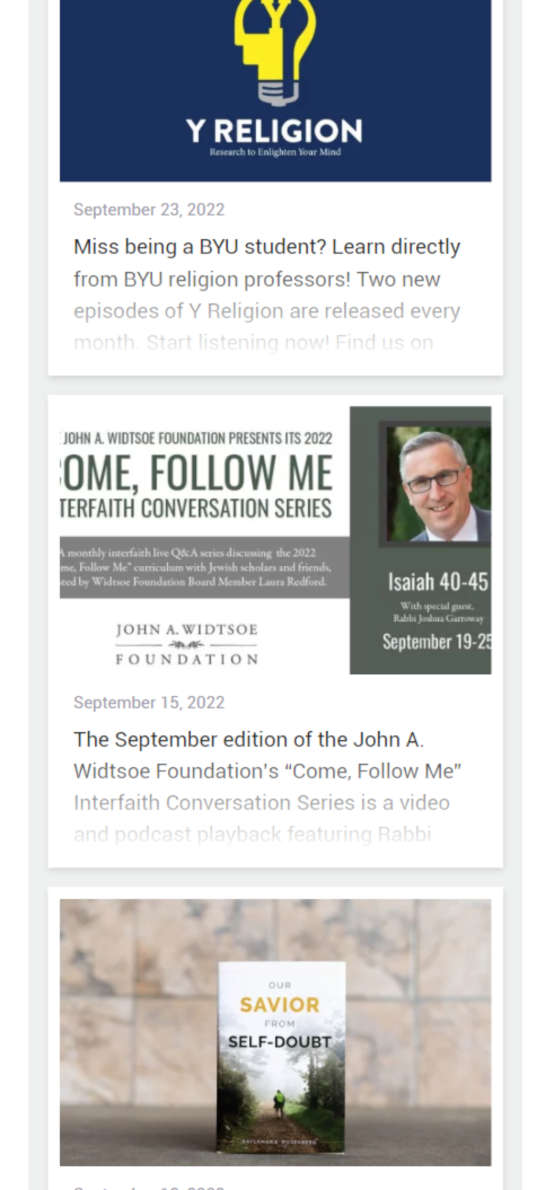 Y RELIGION
Research to Enlighten Your Mind
September 23, 2022
Miss being a BYU student? Learn directly
from BYU religion professors! Two new
episodes of Y Religion are released every
month. Start listening now! Find us on
JOHN A. WIDTSOE FOUNDATION PRESENTS ITS 2022
OME, FOLLOW ME
TERFAITH CONVERSATION SERIES
A monthly interfaith live Q&A series discussing the 2022
me, Follow Me" curriculum with Jewish scholars and friends,
sted by Widtsoe Foundation Board Member Laura Redford.
JOHN A. WIDTSOE
FOUNDATION
Isaiah 40-45
With special guest,
Rabbi Joshua Garroway
September 19-25
September 15, 2022
The September edition of the John A.
Widtsoe Foundation's “Come, Follow Me”
Interfaith Conversation Series is a video
and podcast playback featuring Rabbi
OUR
SAVIOR
FROM
SELF-DOUBT